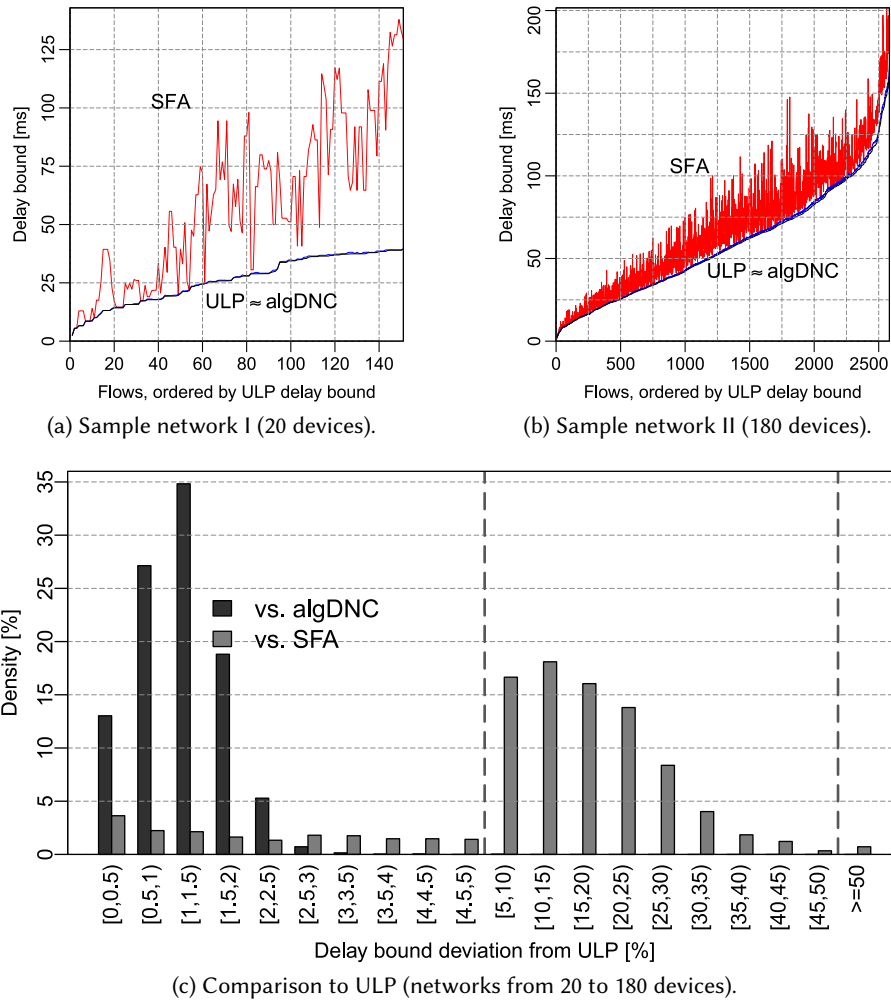 125
100
75
50
25
0
Delay bound [ms]
SFA
ULP ≈ algDNC
0 20 40 60 80 100 120 140
Flows, ordered by ULP delay bound
(a) Sample network I (20 devices).
200
150
100
50
0
Delay bound [ms]
SFA
ULP ≈ algDNC
0 500 1000 1500 2000 2500
Flows, ordered by ULP delay bound
(b) Sample network II (180 devices).
35
30
25
20
15
10
5
0
Density [%]
vs. algDNC
vs. SFA
[0,0.5)
[0.5,1)
[1,1.5)
[1.5,2)
[2,2.5)
[2.5,3)
[3,3.5)
[3.5,4)
[4,4.5)
[4.5,5)
[5,10)
[10,15)
[15,20)
[20,25)
[25,30)
[30,35)
[35,40)
[40,45)
[45,50)
>=50
Delay bound deviation from ULP [%]
(c) Comparison to ULP (networks from 20 to 180 devices).